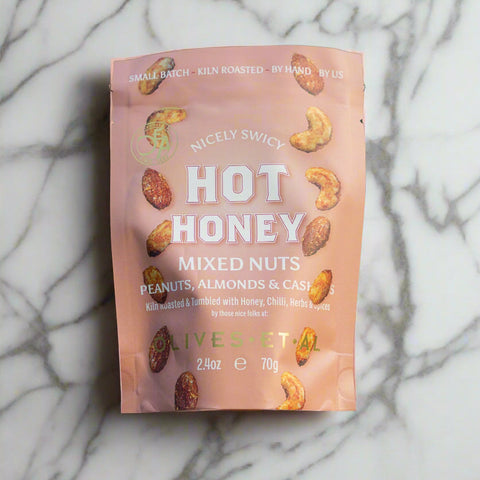 SMALL BATCH - KILN ROASTED - BY HAND - BY US
NICELY SWICY
HOT
HONEY
MIXED NUTS
PEANUTS, ALMONDS & CASHEWS
Kiln Roasted & Tumbled with Honey, Chilli, Herbs & Spices
by those nice folks at:
OLIVES·ET·AL
2.4oz ℮ 70g